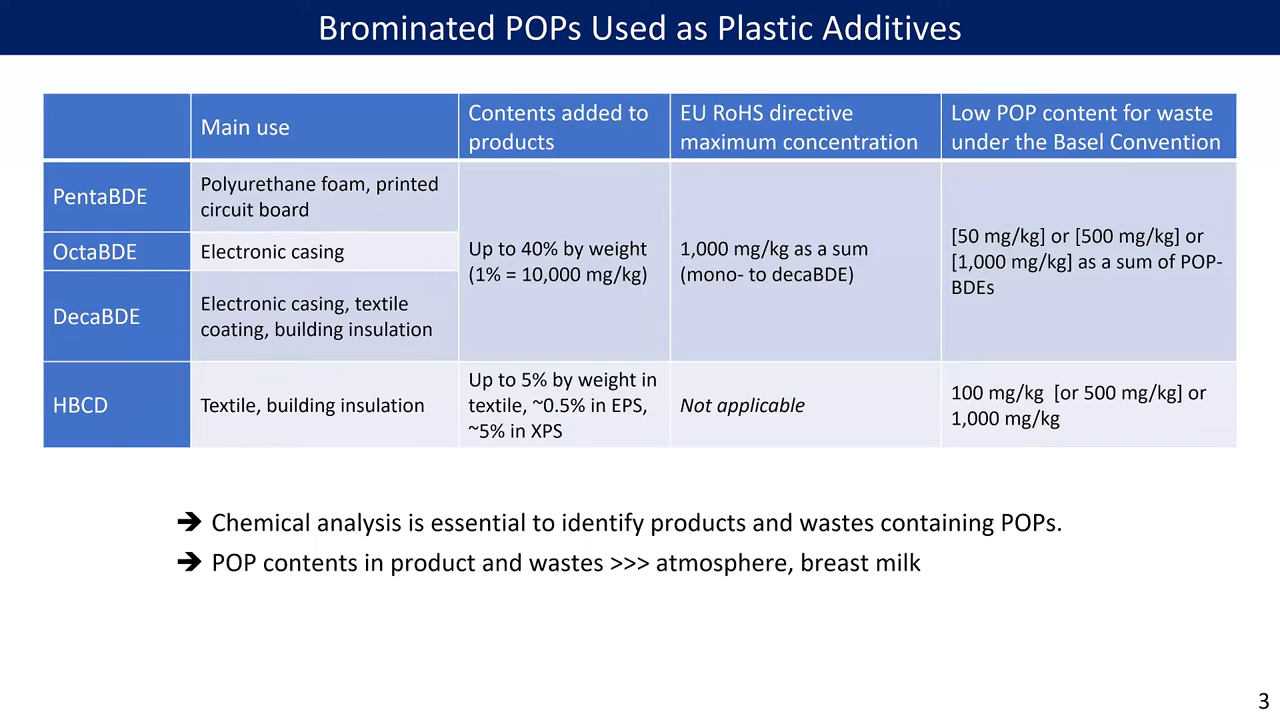 Brominated POPs Used as Plastic Additives
Main use
Contents added to
products
EU RoHS directive
maximum concentration
Low POP content for waste
under the Basel Convention
PentaBDE
Polyurethane foam, printed
circuit board
OctaBDE
Electronic casing
DecaBDE
Electronic casing, textile
coating, building insulation
Up to 40% by weight
(1% = 10,000 mg/kg)
1,000 mg/kg as a sum
(mono- to decaBDE)
[50 mg/kg] or [500 mg/kg] or
[1,000 mg/kg] as a sum of POP-
BDEs
HBCD
Textile, building insulation
Up to 5% by weight in
textile, ~0.5% in EPS,
~5% in XPS
Not applicable
100 mg/kg [or 500 mg/kg] or
1,000 mg/kg
➔ Chemical analysis is essential to identify products and wastes containing POPs.
➔ POP contents in product and wastes >>> atmosphere, breast milk
3